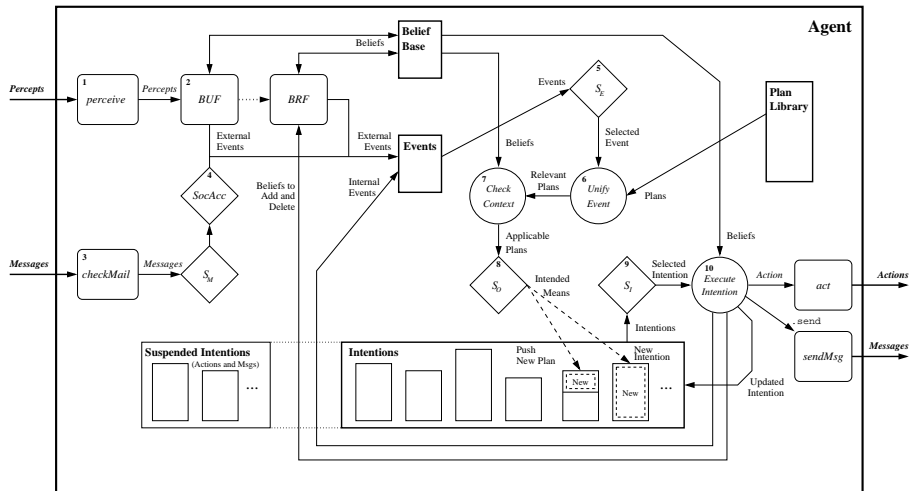 Agent
Belief
Base
Beliefs
Plan
Library
Percepts
1
perceive
Percepts
2
BUF
BRF
Events
5
S_E
External
Events
External
Events
Events
Beliefs
Selected
Event
Internal
Events
Beliefs to
Add and
Delete
4
SocAcc
7
Check
Context
Relevant
Plans
6
Unify
Event
Plans
Messages
3
checkMail
Messages
S_M
Applicable
Plans
8
S_O
Intended
Means
9
S_I
Selected
Intention
Beliefs
10
Execute
Intention
Action
act
Actions
.send
sendMsg
Messages
Intentions
Suspended Intentions
(Actions and Msgs)
...
Intentions
Push
New Plan
New
New
Intention
New
...
Updated
Intention